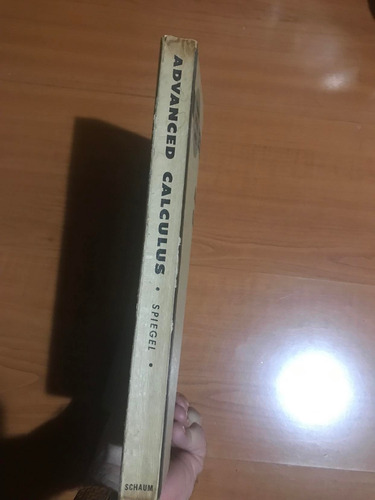 ADVANCED CALCULUS • SPIEGEL •
SCHAUM